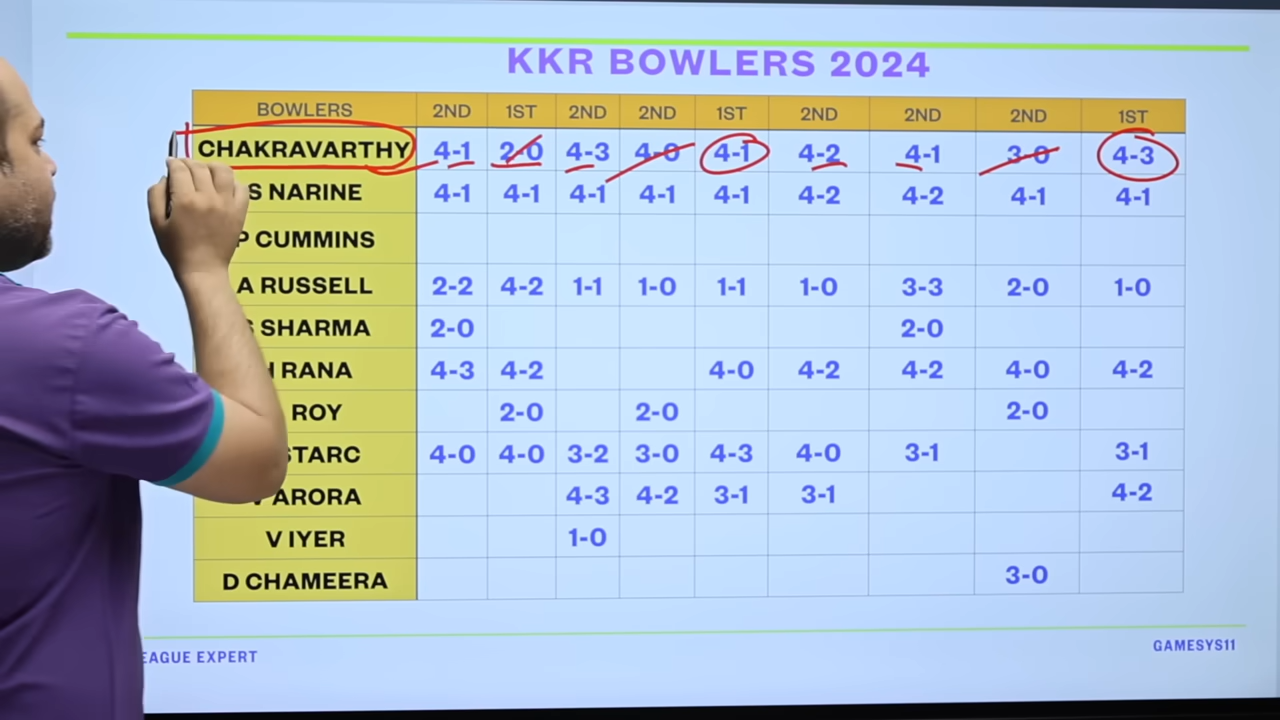 KKR BOWLERS 2024
BOWLERS 2ND 1ST 2ND 2ND 1ST 2ND 2ND 2ND 1ST
CHAKRAVARTHY 4-1 2-0 4-3 4-0 4-1 4-2 4-1 3-0 4-3
S NARINE 4-1 4-1 4-1 4-1 4-1 4-2 4-2 4-1 4-1
P CUMMINS
A RUSSELL 2-2 4-2 1-1 1-0 1-1 1-0 3-3 2-0 1-0
S SHARMA 2-0 2-0
RANA 4-3 4-2 4-0 4-2 4-2 4-0 4-2
ROY 2-0 2-0 2-0
STARC 4-0 4-0 3-2 3-0 4-3 4-0 3-1 3-1
ARORA 4-3 4-2 3-1 3-1 4-2
V IYER 1-0
D CHAMEERA 3-0
EAGUE EXPERT
GAMESYS11